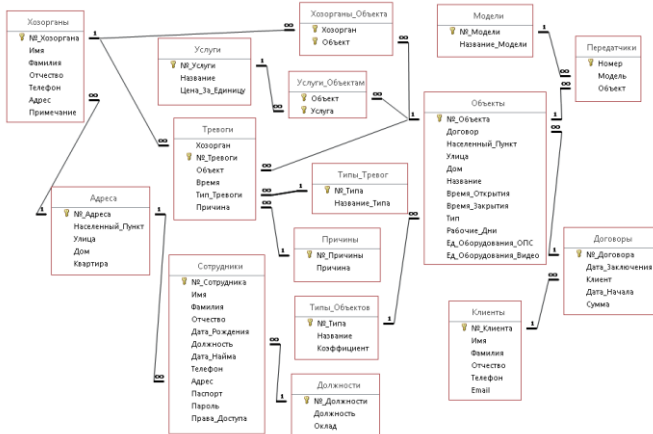 Хозорганы
№_Хозоргана
Имя
Фамилия
Отчество
Телефон
Адрес
Примечание
Услуги
№_Услуги
Название
Цена_За_Единицу
Хозорганы_Объекта
Хозорган
Объект
Услуги_Объектам
Объект
Услуга
Модели
№_Модели
Название_Модели
Передатчики
Номер
Модель
Объект
Объекты
№_Объекта
Договор
Населенный_Пункт
Улица
Дом
Название
Время_Открытия
Время_Закрытия
Тип
Рабочие_Дни
Ед_Оборудования_ОПС
Ед_Оборудования_Видео
Тревоги
Хозорган
№_Тревоги
Объект
Время
Тип_Тревоги
Причина
Типы_Тревог
№_Типа
Название_Типа
Адреса
№_Адреса
Населенный_Пункт
Улица
Дом
Квартира
Причины
№_Причины
Причина
Сотрудники
№_Сотрудника
Имя
Фамилия
Отчество
Дата_Рождения
Должность
Дата_Найма
Телефон
Адрес
Паспорт
Пароль
Права_Доступа
Типы_Объектов
№_Типа
Название
Коэффициент
Должности
№_Должности
Должность
Оклад
Договоры
№_Договора
Дата_Заключения
Клиент
Дата_Начала
Сумма
Клиенты
№_Клиента
Имя
Фамилия
Отчество
Телефон
Email